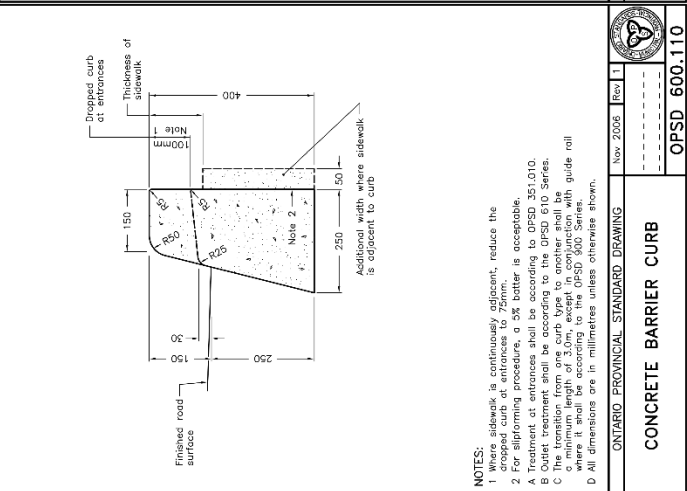 Dropped curb
at entrances
Thickness of
sidewalk
150
400
100mm
Note 1
R5
R5
R50
R25
Note 2
50
250
30
150
250
Finished road
surface
Additional width where sidewalk
is adjacent to curb
NOTES:
1 Where sidewalk is continuously adjacent, reduce the
dropped curb at entrances to 75mm.
2 For slipforming procedure, a 5% batter is acceptable.
A Treatment at entrances shall be according to OPSD 351.010.
B Outlet treatment shall be according to the OPSD 610 Series.
C The transition from one curb type to another shall be
a minimum length of 3.0m, except in conjunction with guide rail
where it shall be according to the OPSD 900 Series.
D All dimensions are in millimetres unless otherwise shown.
ONTARIO PROVINCIAL STANDARD DRAWING
Nov 2006
Rev 1
CONCRETE BARRIER CURB
OPSD 600.110